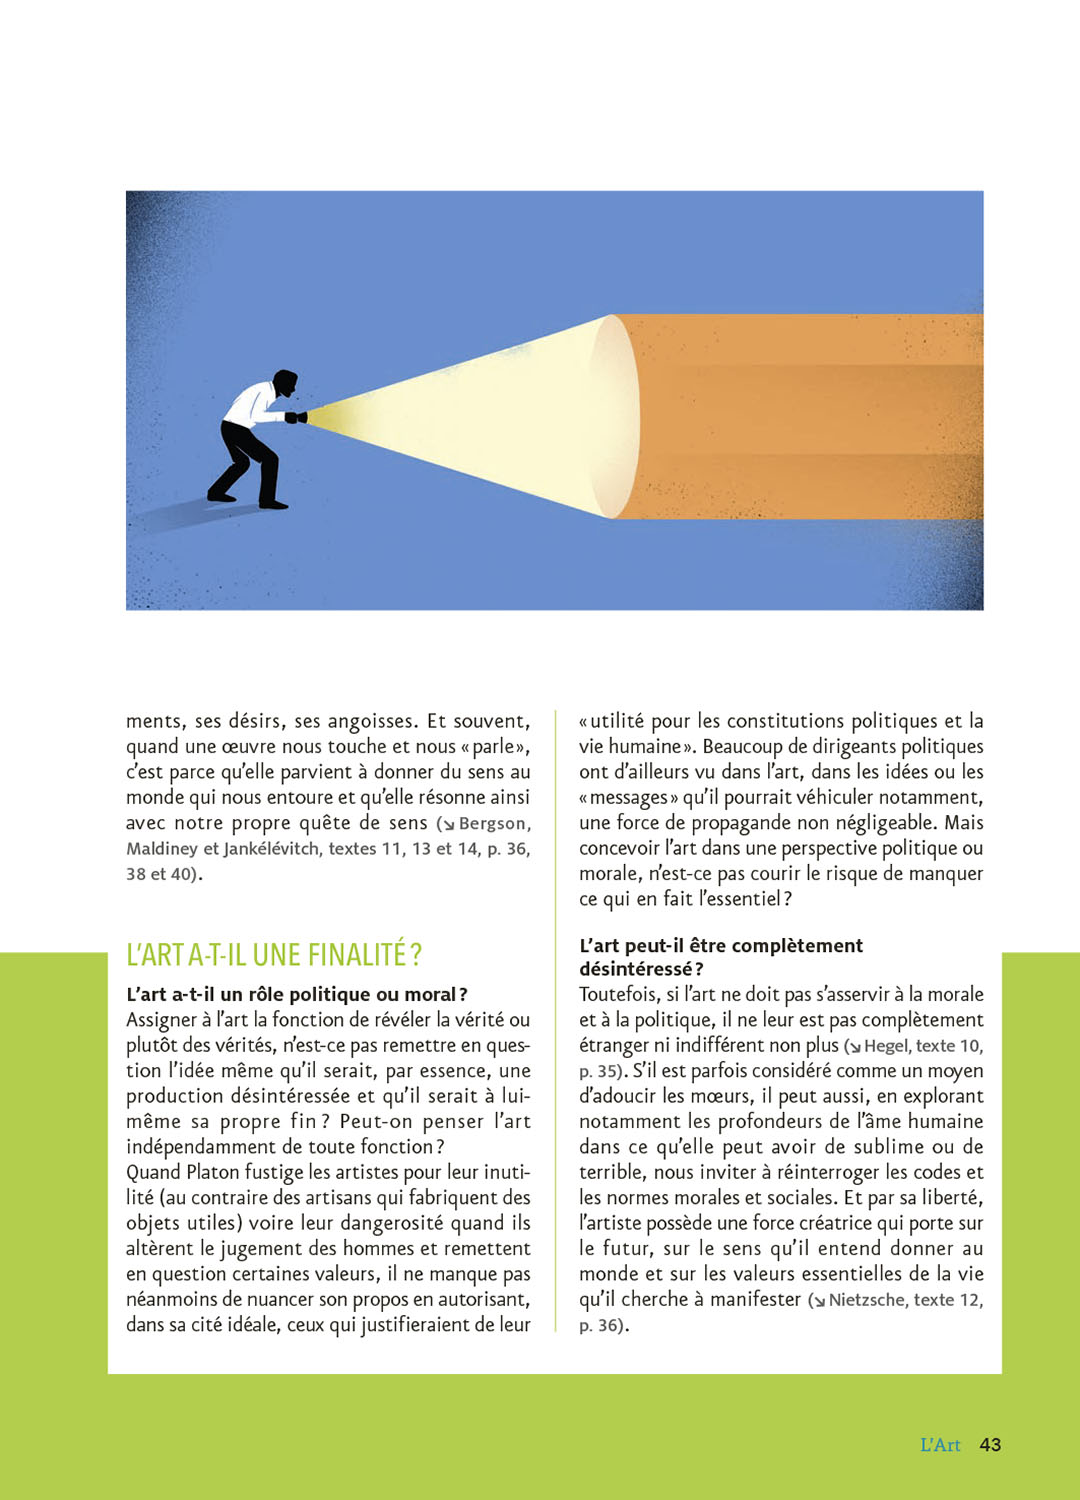 ments, ses désirs, ses angoisses. Et souvent,
quand une œuvre nous touche et nous « parle »,
c’est parce qu’elle parvient à donner du sens au
monde qui nous entoure et qu’elle résonne ainsi
avec notre propre quête de sens (↘ Bergson,
Maldiney et Jankélévitch, textes 11, 13 et 14, p. 36,
38 et 40).
L’ART A-T-IL UNE FINALITÉ ?
L’art a-t-il un rôle politique ou moral ?
Assigner à l’art la fonction de révéler la vérité ou
plutôt des vérités, n’est-ce pas remettre en ques-
tion l’idée même qu’il serait, par essence, une
production désintéressée et qu’il serait à lui-
même sa propre fin ? Peut-on penser l’art
indépendamment de toute fonction ?
Quand Platon fustige les artistes pour leur inuti-
lité (au contraire des artisans qui fabriquent des
objets utiles) voire leur dangerosité quand ils
altèrent le jugement des hommes et remettent
en question certaines valeurs, il ne manque pas
néanmoins de nuancer son propos en autorisant,
dans sa cité idéale, ceux qui justifieraient de leur
« utilité pour les constitutions politiques et la
vie humaine ». Beaucoup de dirigeants politiques
ont d’ailleurs vu dans l’art, dans les idées ou les
« messages » qu’il pourrait véhiculer notamment,
une force de propagande non négligeable. Mais
concevoir l’art dans une perspective politique ou
morale, n’est-ce pas courir le risque de manquer
ce qui en fait l’essentiel ?
L’art peut-il être complètement
désintéressé ?
Toutefois, si l’art ne doit pas s’asservir à la morale
et à la politique, il ne leur est pas complètement
étranger ni indifférent non plus (↘ Hegel, texte 10,
p. 35). S’il est parfois considéré comme un moyen
d’adoucir les mœurs, il peut aussi, en explorant
notamment les profondeurs de l’âme humaine
dans ce qu’elle peut avoir de sublime ou de
terrible, nous inviter à réinterroger les codes et
les normes morales et sociales. Et par sa liberté,
l’artiste possède une force créatrice qui porte sur
le futur, sur le sens qu’il entend donner au
monde et sur les valeurs essentielles de la vie
qu’il cherche à manifester (↘ Nietzsche, texte 12,
p. 36).
L’Art 43